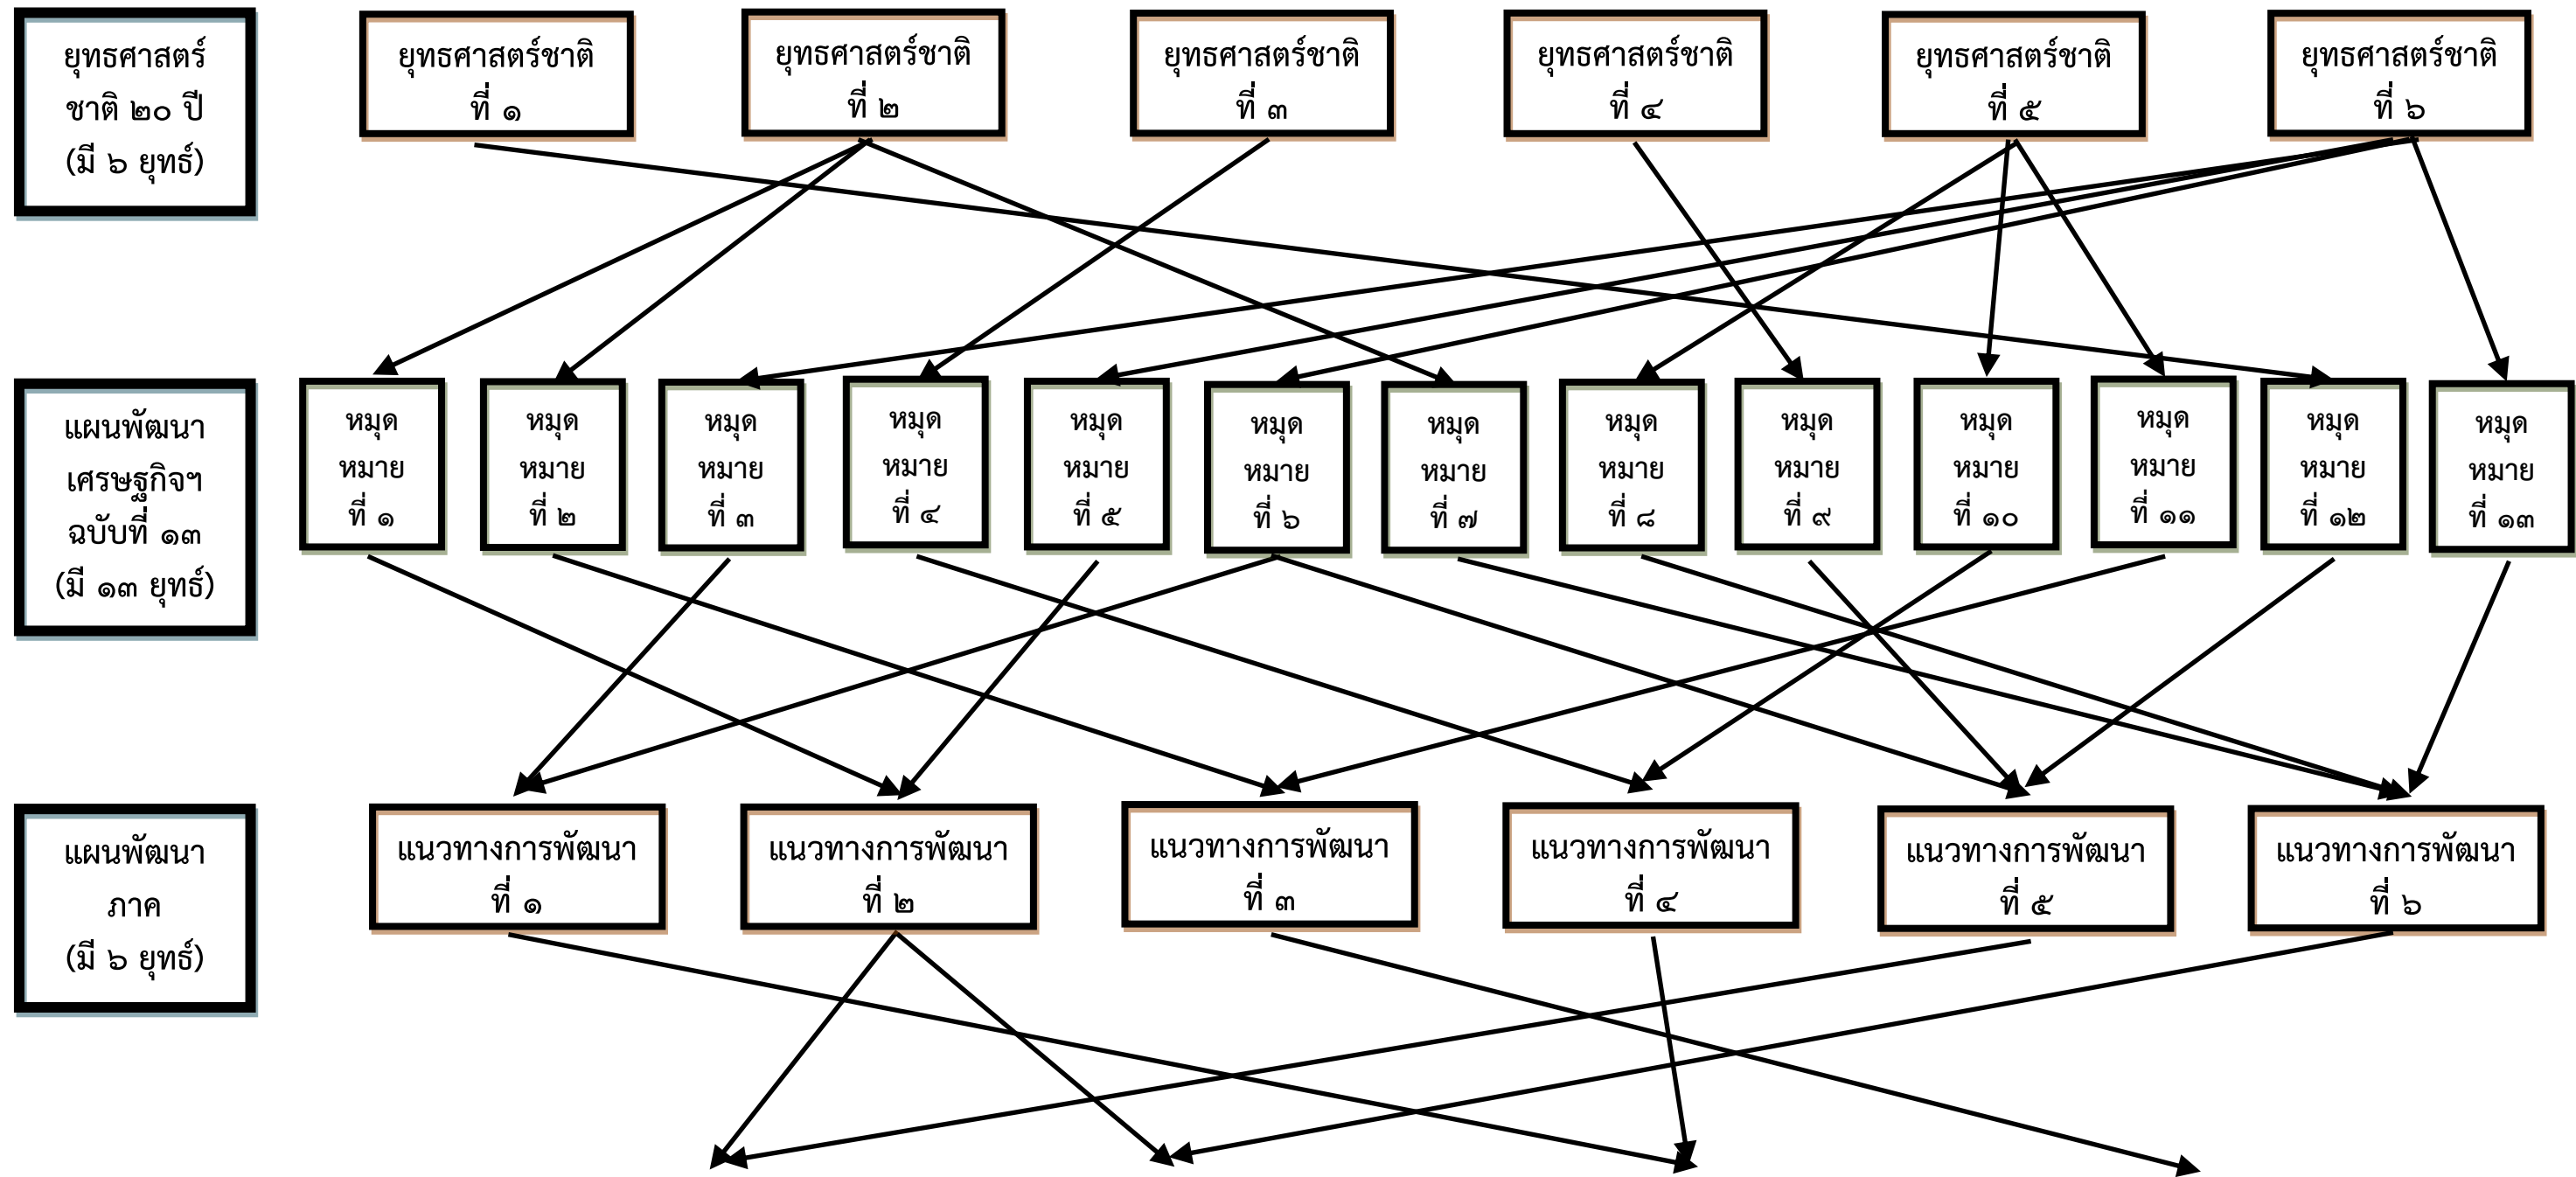 ยุทธศาสตร์
ชาติ ๒๐ ปี
(มี ๖ ยุทธ์)
ยุทธศาสตร์ชาติ
ที่ ๑
ยุทธศาสตร์ชาติ
ที่ ๒
ยุทธศาสตร์ชาติ
ที่ ๓
ยุทธศาสตร์ชาติ
ที่ ๔
ยุทธศาสตร์ชาติ
ที่ ๕
ยุทธศาสตร์ชาติ
ที่ ๖
แผนพัฒนา
เศรษฐกิจฯ
ฉบับที่ ๑๓
(มี ๑๓ ยุทธ์)
หมุด
หมาย
ที่ ๑
หมุด
หมาย
ที่ ๒
หมุด
หมาย
ที่ ๓
หมุด
หมาย
ที่ ๔
หมุด
หมาย
ที่ ๕
หมุด
หมาย
ที่ ๖
หมุด
หมาย
ที่ ๗
หมุด
หมาย
ที่ ๘
หมุด
หมาย
ที่ ๙
หมุด
หมาย
ที่ ๑๐
หมุด
หมาย
ที่ ๑๑
หมุด
หมาย
ที่ ๑๒
หมุด
หมาย
ที่ ๑๓
แผนพัฒนา
ภาค
(มี ๖ ยุทธ์)
แนวทางการพัฒนา
ที่ ๑
แนวทางการพัฒนา
ที่ ๒
แนวทางการพัฒนา
ที่ ๓
แนวทางการพัฒนา
ที่ ๔
แนวทางการพัฒนา
ที่ ๕
แนวทางการพัฒนา
ที่ ๖